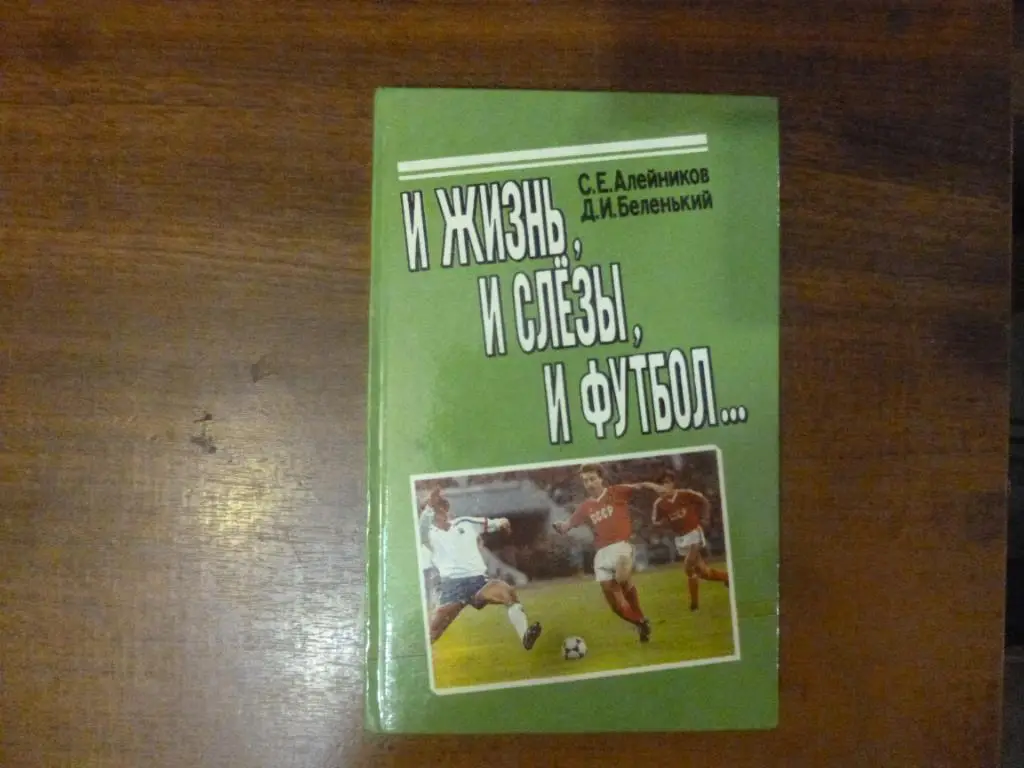 С.Е.Алейников
Д.И.Беленький
И ЖИЗНЬ,
И СЛЁЗЫ,
И ФУТБОЛ...
СССР